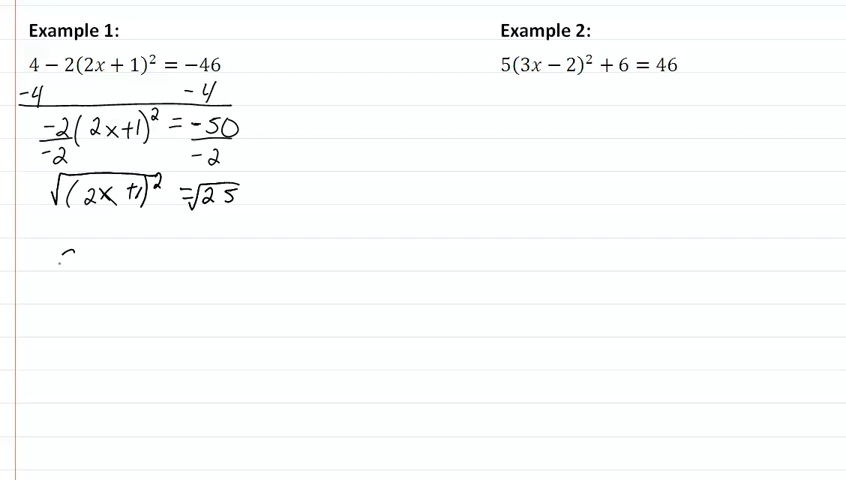 Example 1:
4 − 2(2x + 1)² = −46
-4 -4
-2(2x+1)² = -50
-2 -2
√(2x+1)² = √25
Example 2:
5(3x − 2)² + 6 = 46